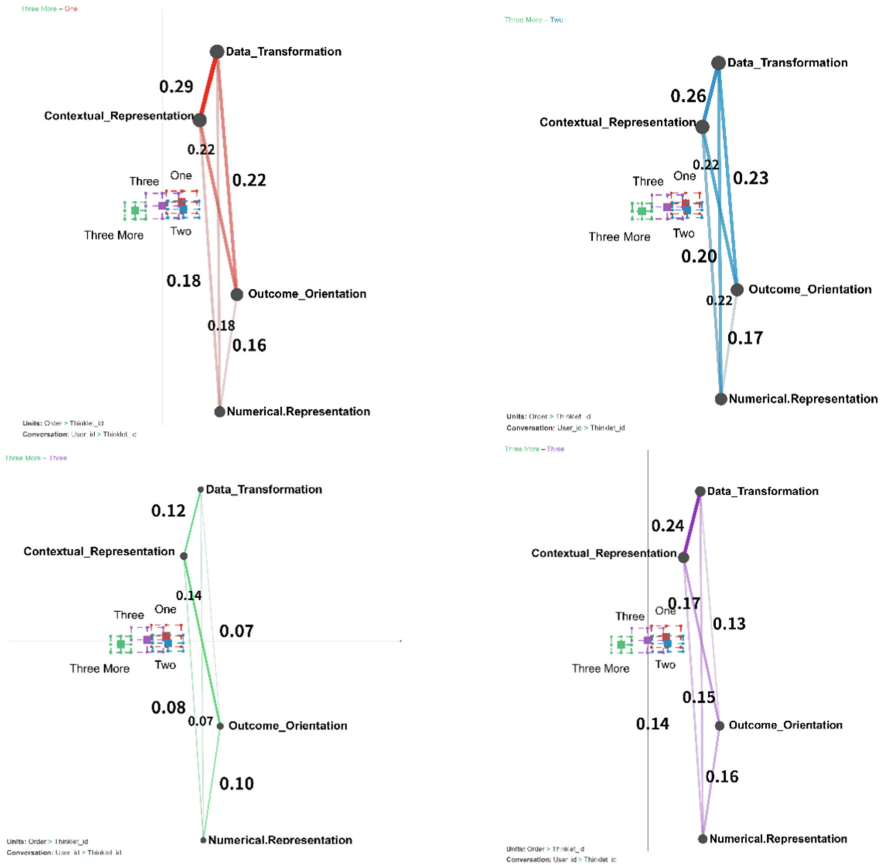 Three More – One
Data_Transformation
0.29
Contextual_Representation
0.22
0.22
Three
One
Three More
Two
0.18
Outcome_Orientation
0.18
0.16
Numerical.Representation
Units: Order > Thinklet_id
Conversation: User_id > Thinklet_id
Three More – Two
Data_Transformation
0.26
Contextual_Representation
0.22
0.23
Three
One
Three More
Two
0.20
Outcome_Orientation
0.22
0.17
Numerical.Representation
Units: Order > Thinklet_id
Conversation: User_id > Thinklet_id
Three More – Three
Data_Transformation
0.12
Contextual_Representation
0.14
Three
One
0.07
Three More
Two
0.08
0.07
Outcome_Orientation
0.10
Numerical.Representation
Units: Order > Thinklet_id
Conversation: User_id > Thinklet_id
Three More – Three
Data_Transformation
0.24
Contextual_Representation
0.17
Three
One
0.13
Three More
Two
0.15
0.14
Outcome_Orientation
0.16
Numerical.Representation
Units: Order > Thinklet_id
Conversation: User_id > Thinklet_id